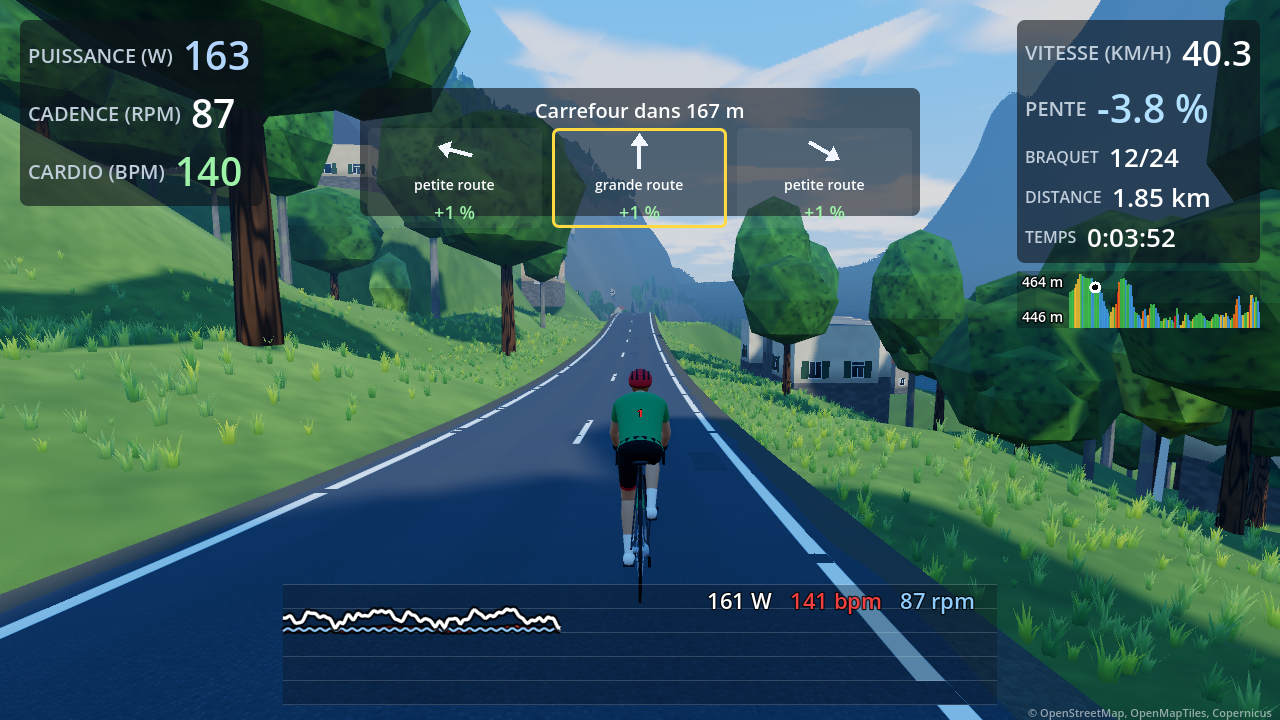 PUISSANCE (W) 163
CADENCE (RPM) 87
CARDIO (BPM) 140
Carrefour dans 167 m
petite route
+1 %
grande route
+1 %
petite route
+1 %
VITESSE (KM/H) 40.3
PENTE -3.8 %
BRAQUET 12/24
DISTANCE 1.85 km
TEMPS 0:03:52
464 m
446 m
161 W 141 bpm 87 rpm
© OpenStreetMap, OpenMapTiles, Copernicus